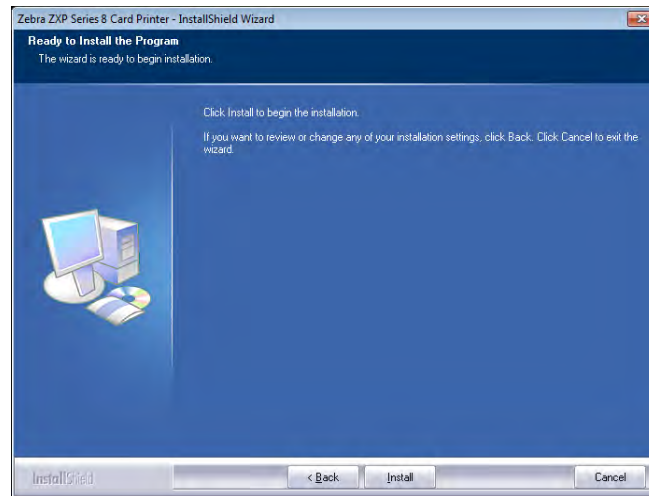 Zebra ZXP Series 8 Card Printer - InstallShield Wizard
Ready to Install the Program
The wizard is ready to begin installation.
Click Install to begin the installation.
If you want to review or change any of your installation settings, click Back. Click Cancel to exit the
wizard.
InstallShield
< Back
Install
Cancel